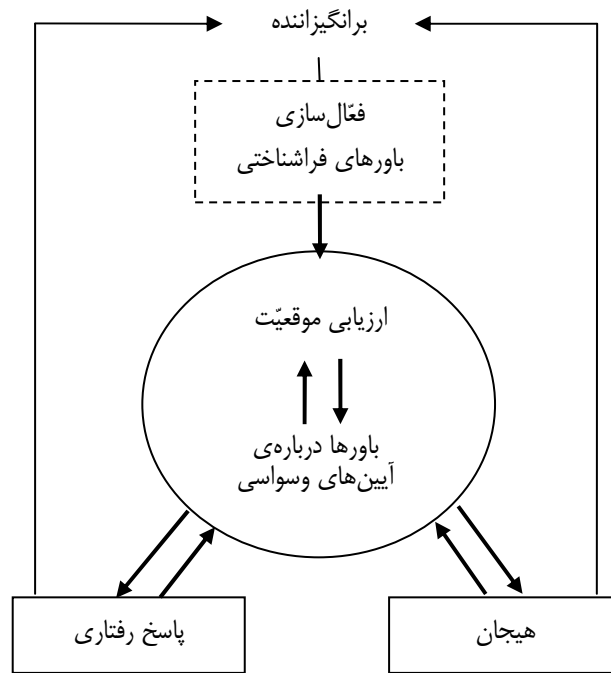 برانگیزاننده
فعّال‌سازی
باورهای فراشناختی
ارزیابی موقعیّت
باورها درباره‌ی
آیین‌های وسواسی
هیجان
پاسخ رفتاری